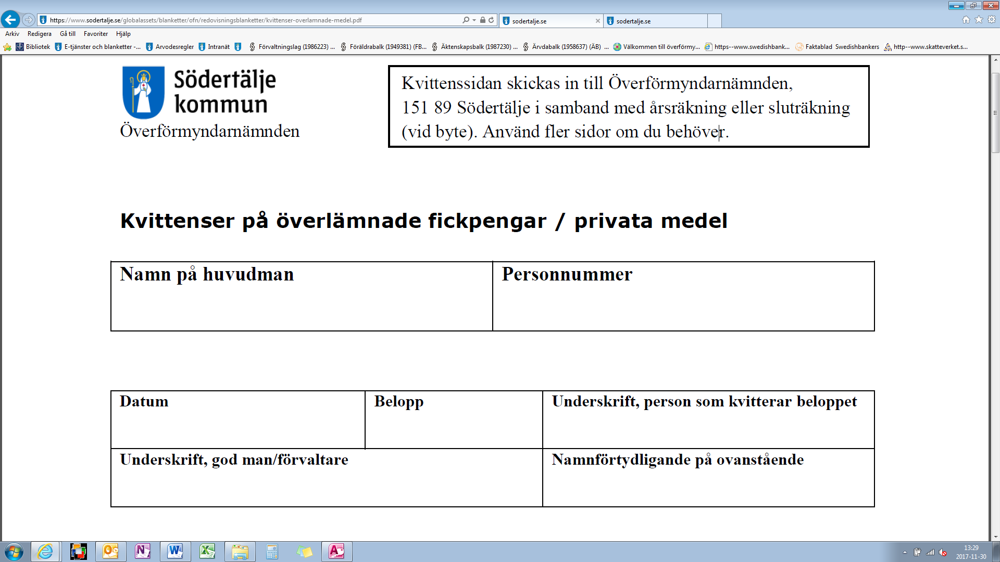 https://www.sodertalje.se/globalassets/blanketter/ofn/redovisningsblanketter/kvittenser-overlamnade-medel.pdf
sodertalje.se
sodertalje.se
Arkiv Redigera Gå till Favoriter Hjälp
Bibliotek E-tjänster och blanketter -... Arvodesregler Intranät § Förvaltningslag (1986223) ... § Föräldrabalk (1949381) (FB... § Äktenskapsbalk (1987230) ... § Ärvdabalk (1958637) (ÄB) ... Välkommen till överförmy... https--www.swedishbank... Faktablad Swedishbankers http--www.skatteverket.s...
Södertälje
kommun
Överförmyndarnämnden
Kvittenssidan skickas in till Överförmyndarnämnden,
151 89 Södertälje i samband med årsräkning eller sluträkning
(vid byte). Använd fler sidor om du behöver.
Kvittenser på överlämnade fickpengar / privata medel
Namn på huvudman
Personnummer
Datum
Belopp
Underskrift, person som kvitterar beloppet
Underskrift, god man/förvaltare
Namnförtydligande på ovanstående
13:29
2017-11-30